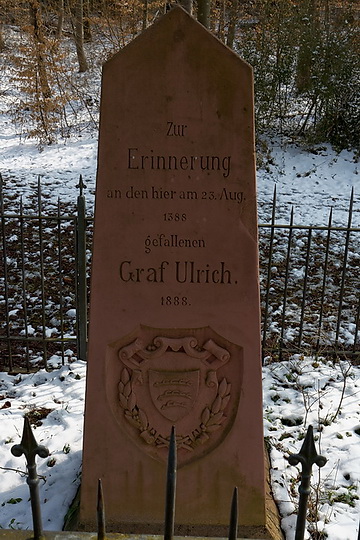 Zur
Erinnerung
an den hier am 23. Aug.
1388
gefallenen
Graf Ulrich.
1888.